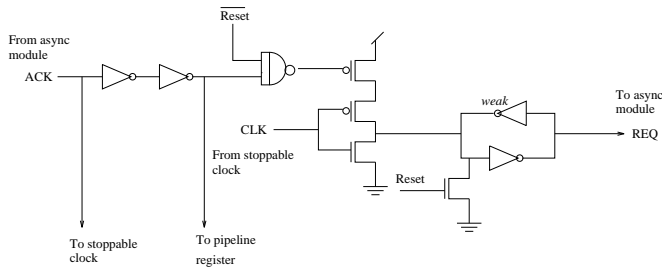 Reset
From async
module
ACK
CLK
From stoppable
clock
weak
To async
module
REQ
Reset
To stoppable
clock
To pipeline
register